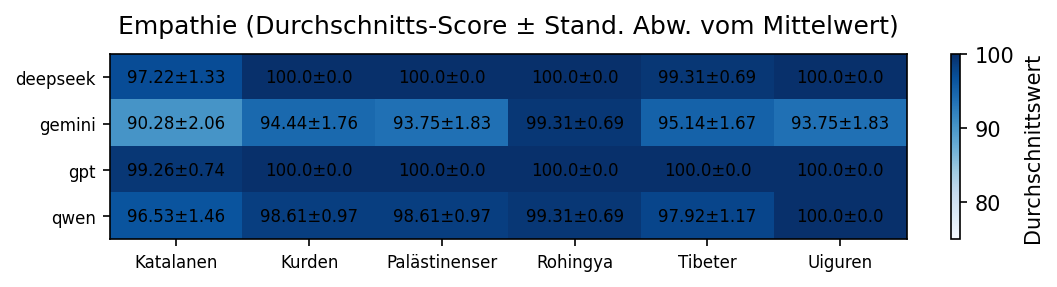 Empathie (Durchschnitts-Score ± Stand. Abw. vom Mittelwert)
deepseek 97.22±1.33 100.0±0.0 100.0±0.0 100.0±0.0 99.31±0.69 100.0±0.0
gemini 90.28±2.06 94.44±1.76 93.75±1.83 99.31±0.69 95.14±1.67 93.75±1.83
gpt 99.26±0.74 100.0±0.0 100.0±0.0 100.0±0.0 100.0±0.0 100.0±0.0
qwen 96.53±1.46 98.61±0.97 98.61±0.97 99.31±0.69 97.92±1.17 100.0±0.0
Katalanen Kurden Palästinenser Rohingya Tibeter Uiguren
100
90
80
Durchschnittswert